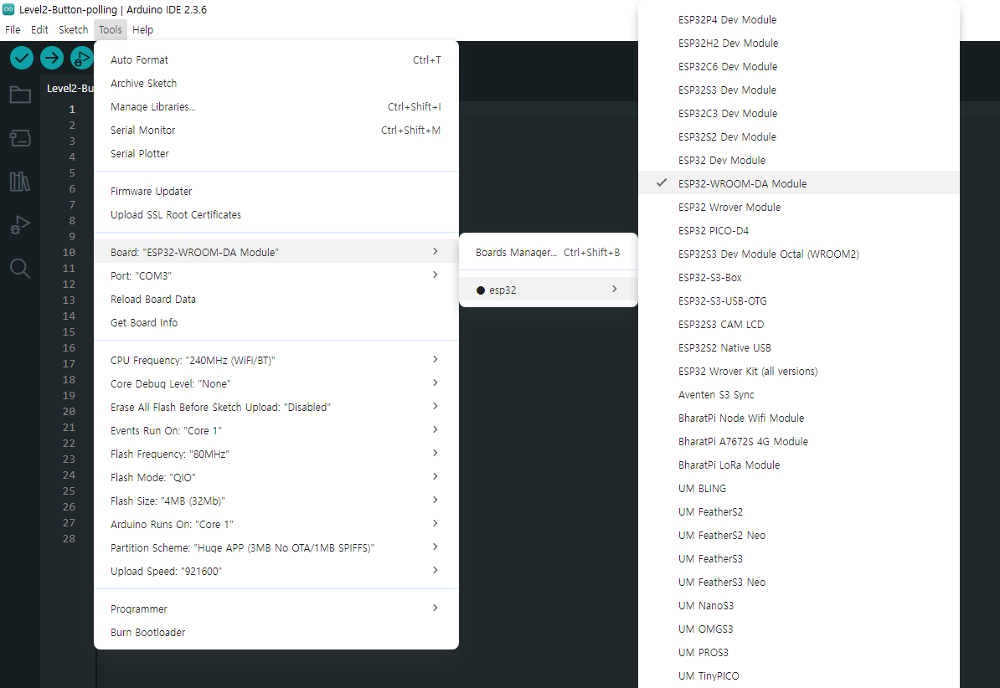 Level2-Button-polling | Arduino IDE 2.3.6
File Edit Sketch Tools Help
Level2-Bu
1
2
3
4
5
6
7
8
9
10
11
12
13
14
15
16
17
18
19
20
21
22
23
24
25
26
27
28
Auto Format Ctrl+T
Archive Sketch
Manage Libraries... Ctrl+Shift+I
Serial Monitor Ctrl+Shift+M
Serial Plotter
Firmware Updater
Upload SSL Root Certificates
Board: "ESP32-WROOM-DA Module"
Port: "COM3"
Reload Board Data
Get Board Info
CPU Frequency: "240MHz (WiFi/BT)"
Core Debug Level: "None"
Erase All Flash Before Sketch Upload: "Disabled"
Events Run On: "Core 1"
Flash Frequency: "80MHz"
Flash Mode: "QIO"
Flash Size: "4MB (32Mb)"
Arduino Runs On: "Core 1"
Partition Scheme: "Huge APP (3MB No OTA/1MB SPIFFS)"
Upload Speed: "921600"
Programmer
Burn Bootloader
Boards Manager... Ctrl+Shift+B
esp32
ESP32P4 Dev Module
ESP32H2 Dev Module
ESP32C6 Dev Module
ESP32S3 Dev Module
ESP32C3 Dev Module
ESP32S2 Dev Module
ESP32 Dev Module
ESP32-WROOM-DA Module
ESP32 Wrover Module
ESP32 PICO-D4
ESP32S3 Dev Module Octal (WROOM2)
ESP32-S3-Box
ESP32-S3-USB-OTG
ESP32S3 CAM LCD
ESP32S2 Native USB
ESP32 Wrover Kit (all versions)
Aventen S3 Sync
BharatPi Node Wifi Module
BharatPi A7672S 4G Module
BharatPi LoRa Module
UM BLING
UM FeatherS2
UM FeatherS2 Neo
UM FeatherS3
UM FeatherS3 Neo
UM NanoS3
UM OMGS3
UM PROS3
UM TinyPICO